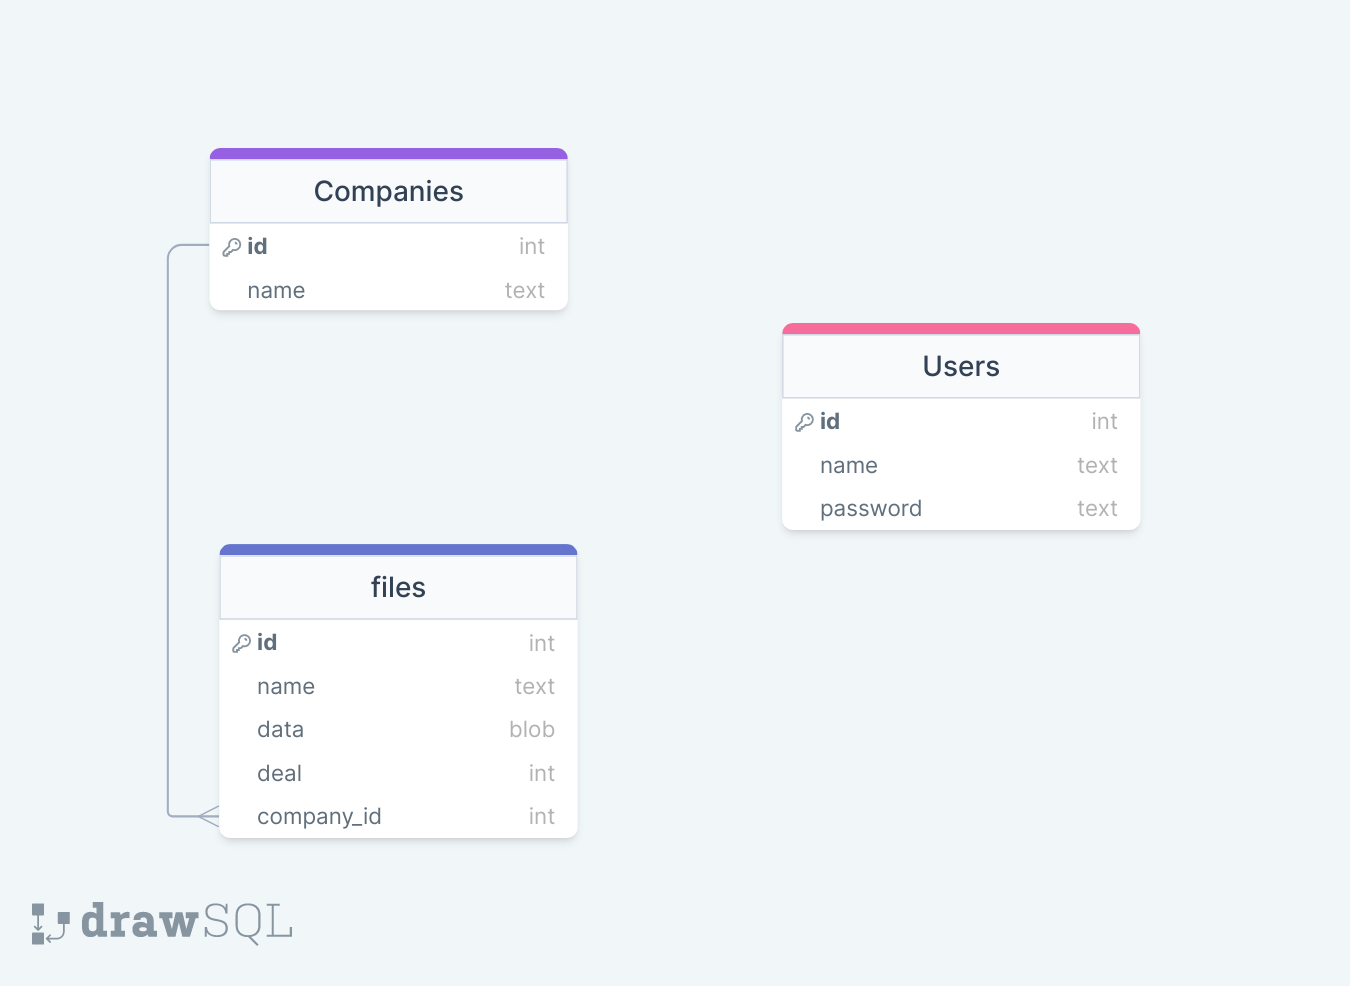 Companies
id int
name text
Users
id int
name text
password text
files
id int
name text
data blob
deal int
company_id int
drawSQL